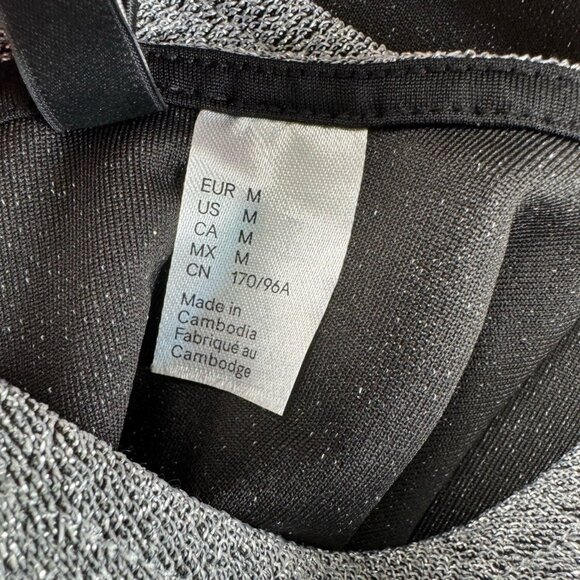 EUR M
US M
CA M
MX M
CN 170/96A
Made in
Cambodia
Fabriqué au
Cambodge